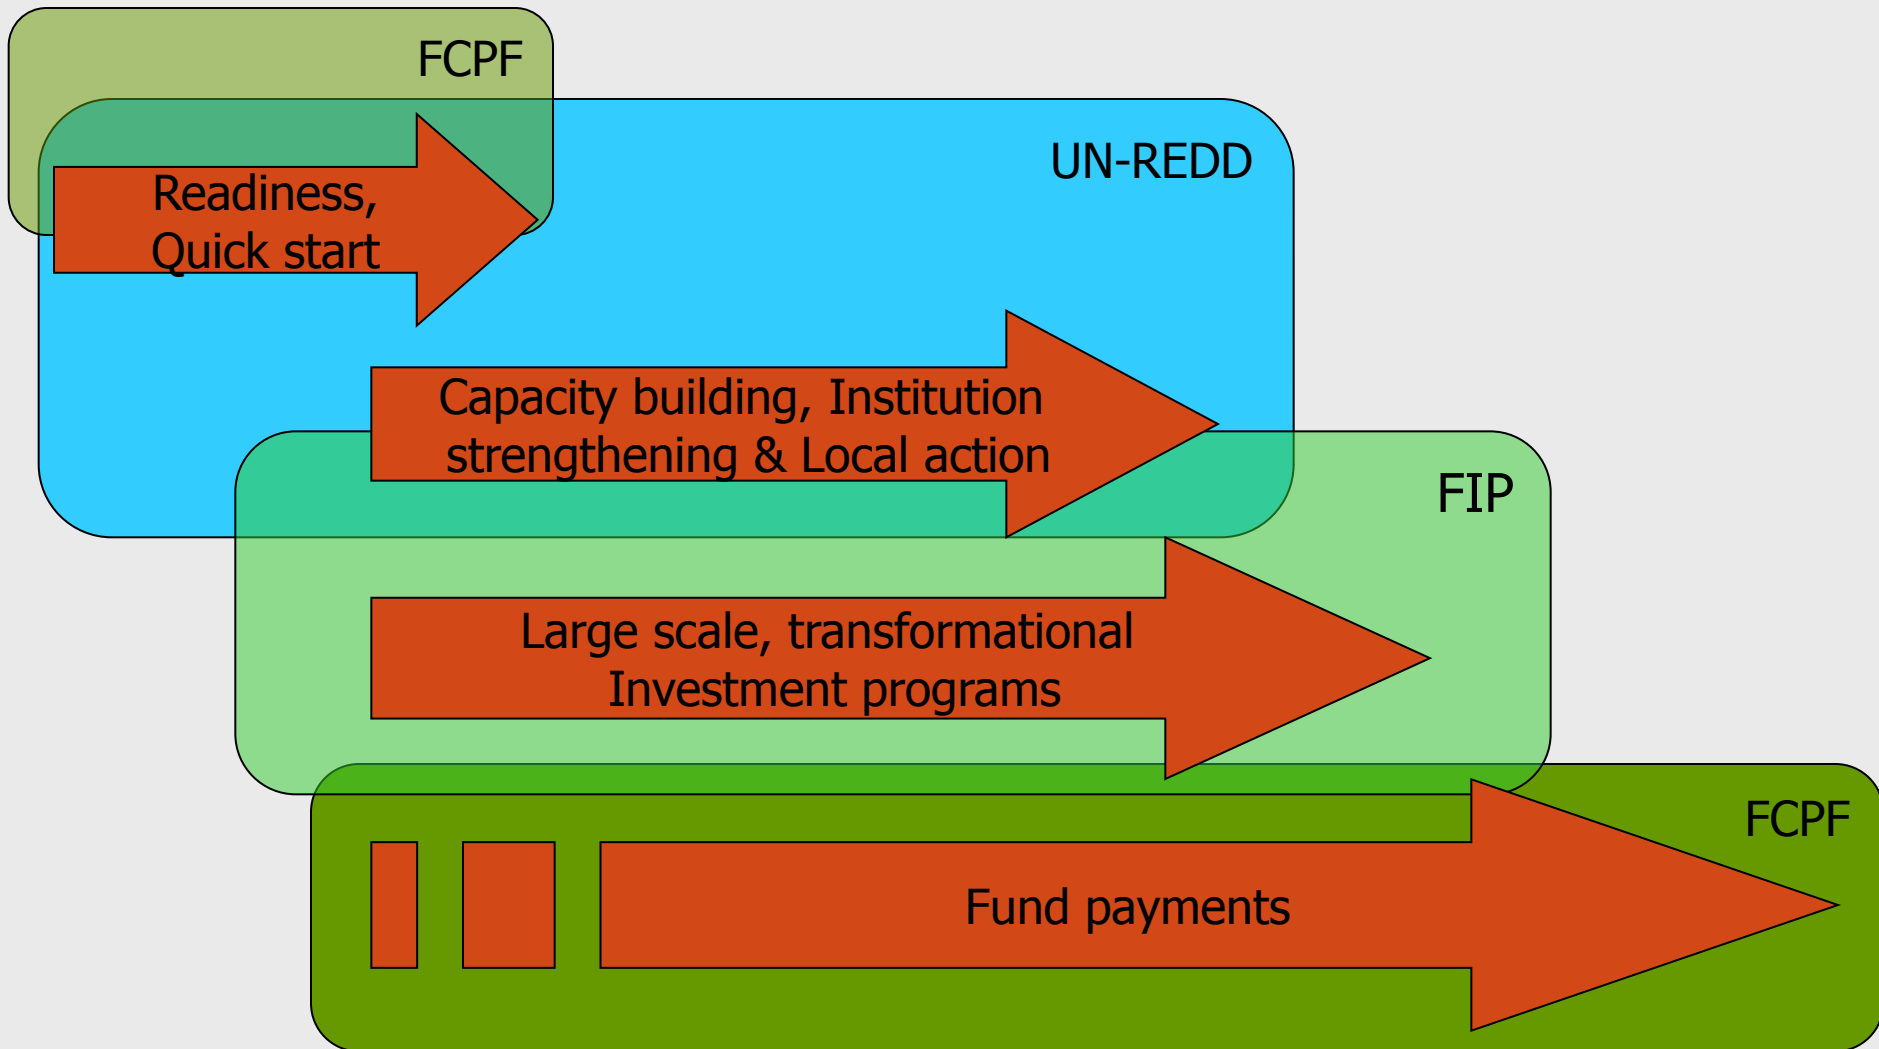 FCPF
UN-REDD
Readiness,
Quick start
Capacity building, Institution
strengthening & Local action
FIP
Large scale, transformational
Investment programs
FCPF
Fund payments